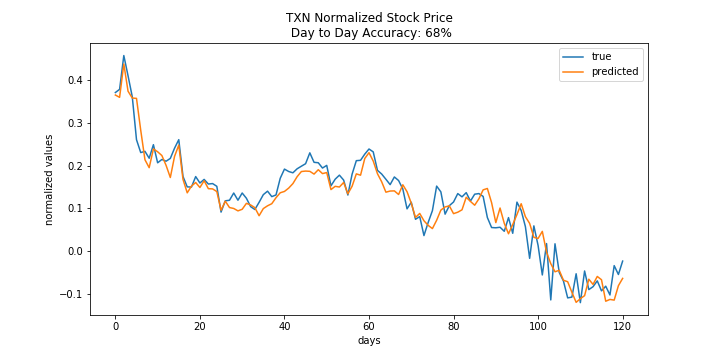 TXN Normalized Stock Price
Day to Day Accuracy: 68%
true
predicted
normalized values
0.4
0.3
0.2
0.1
0.0
−0.1
0
20
40
60
80
100
120
days